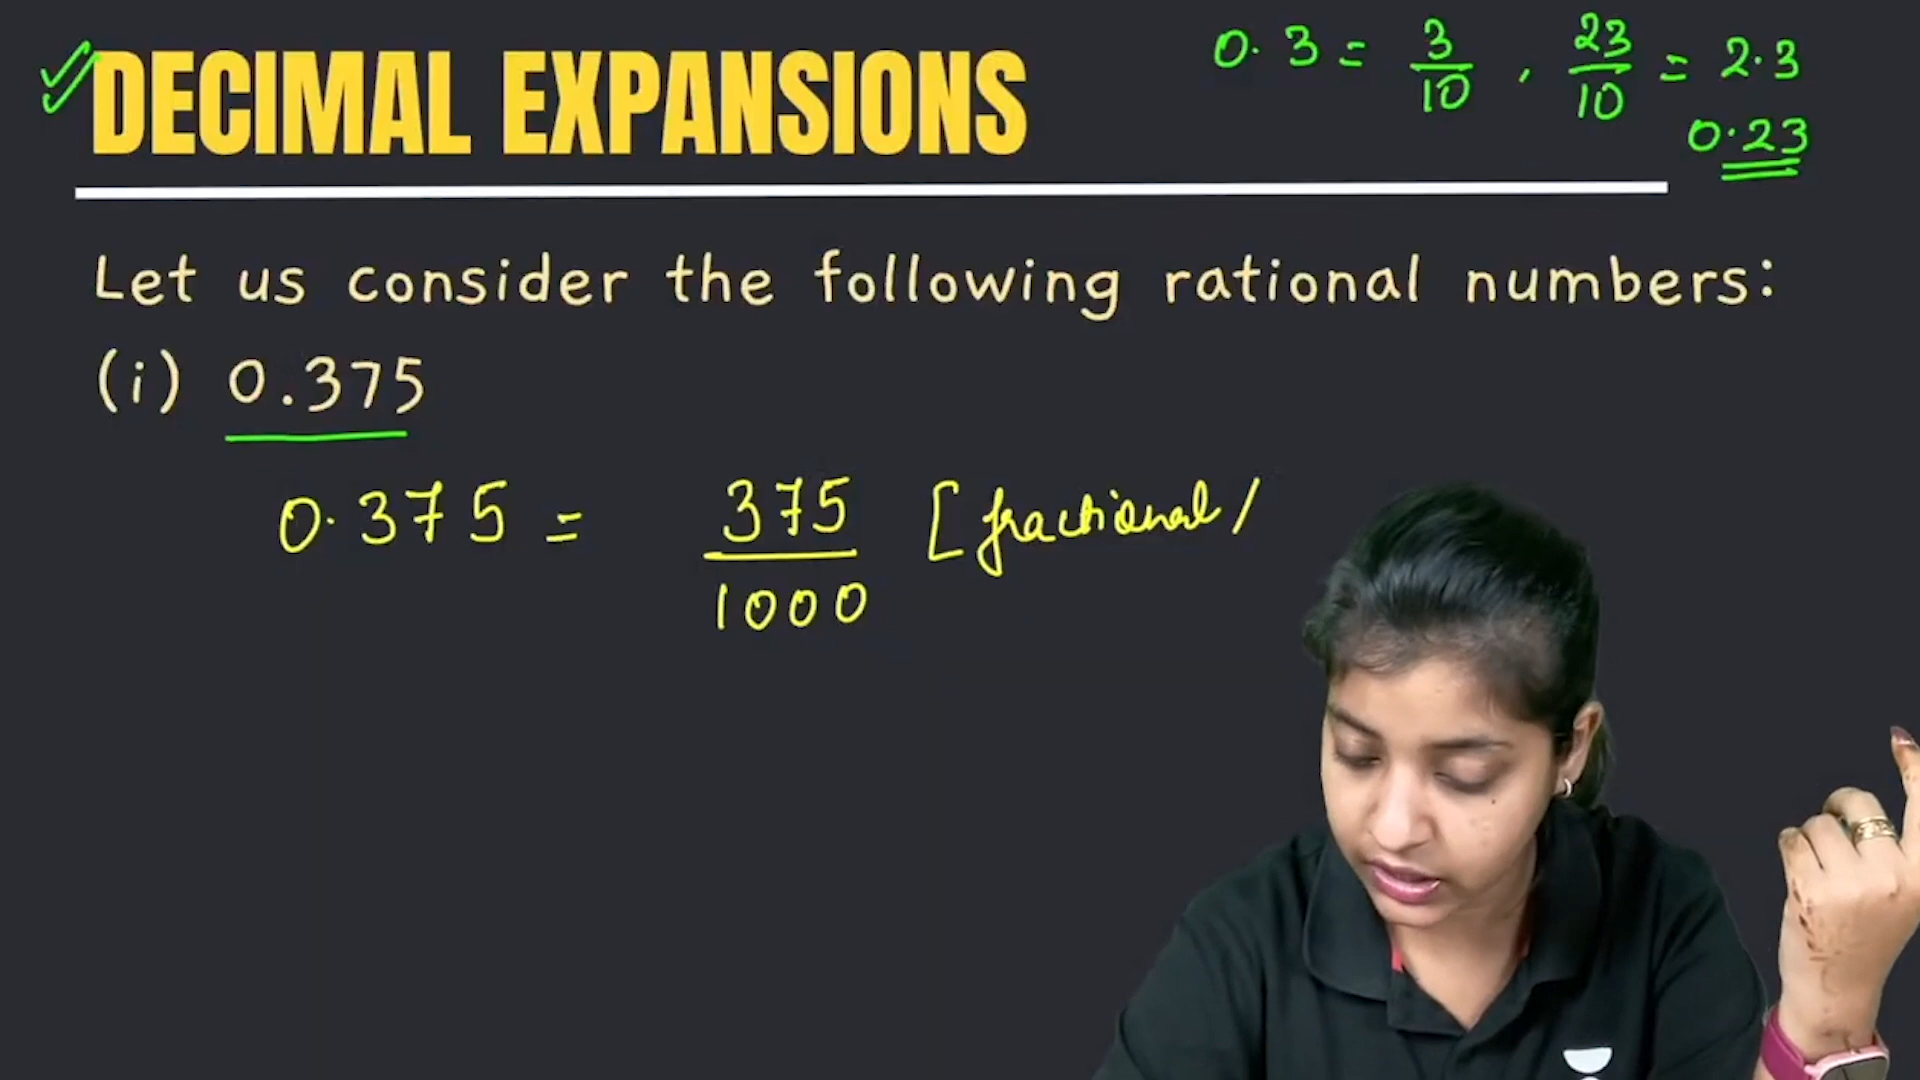 DECIMAL EXPANSIONS
0.3 = 3/10 , 23/10 = 2.3
0.23
Let us consider the following rational numbers:
(i) 0.375
0.375 = 375/1000 [fractional/